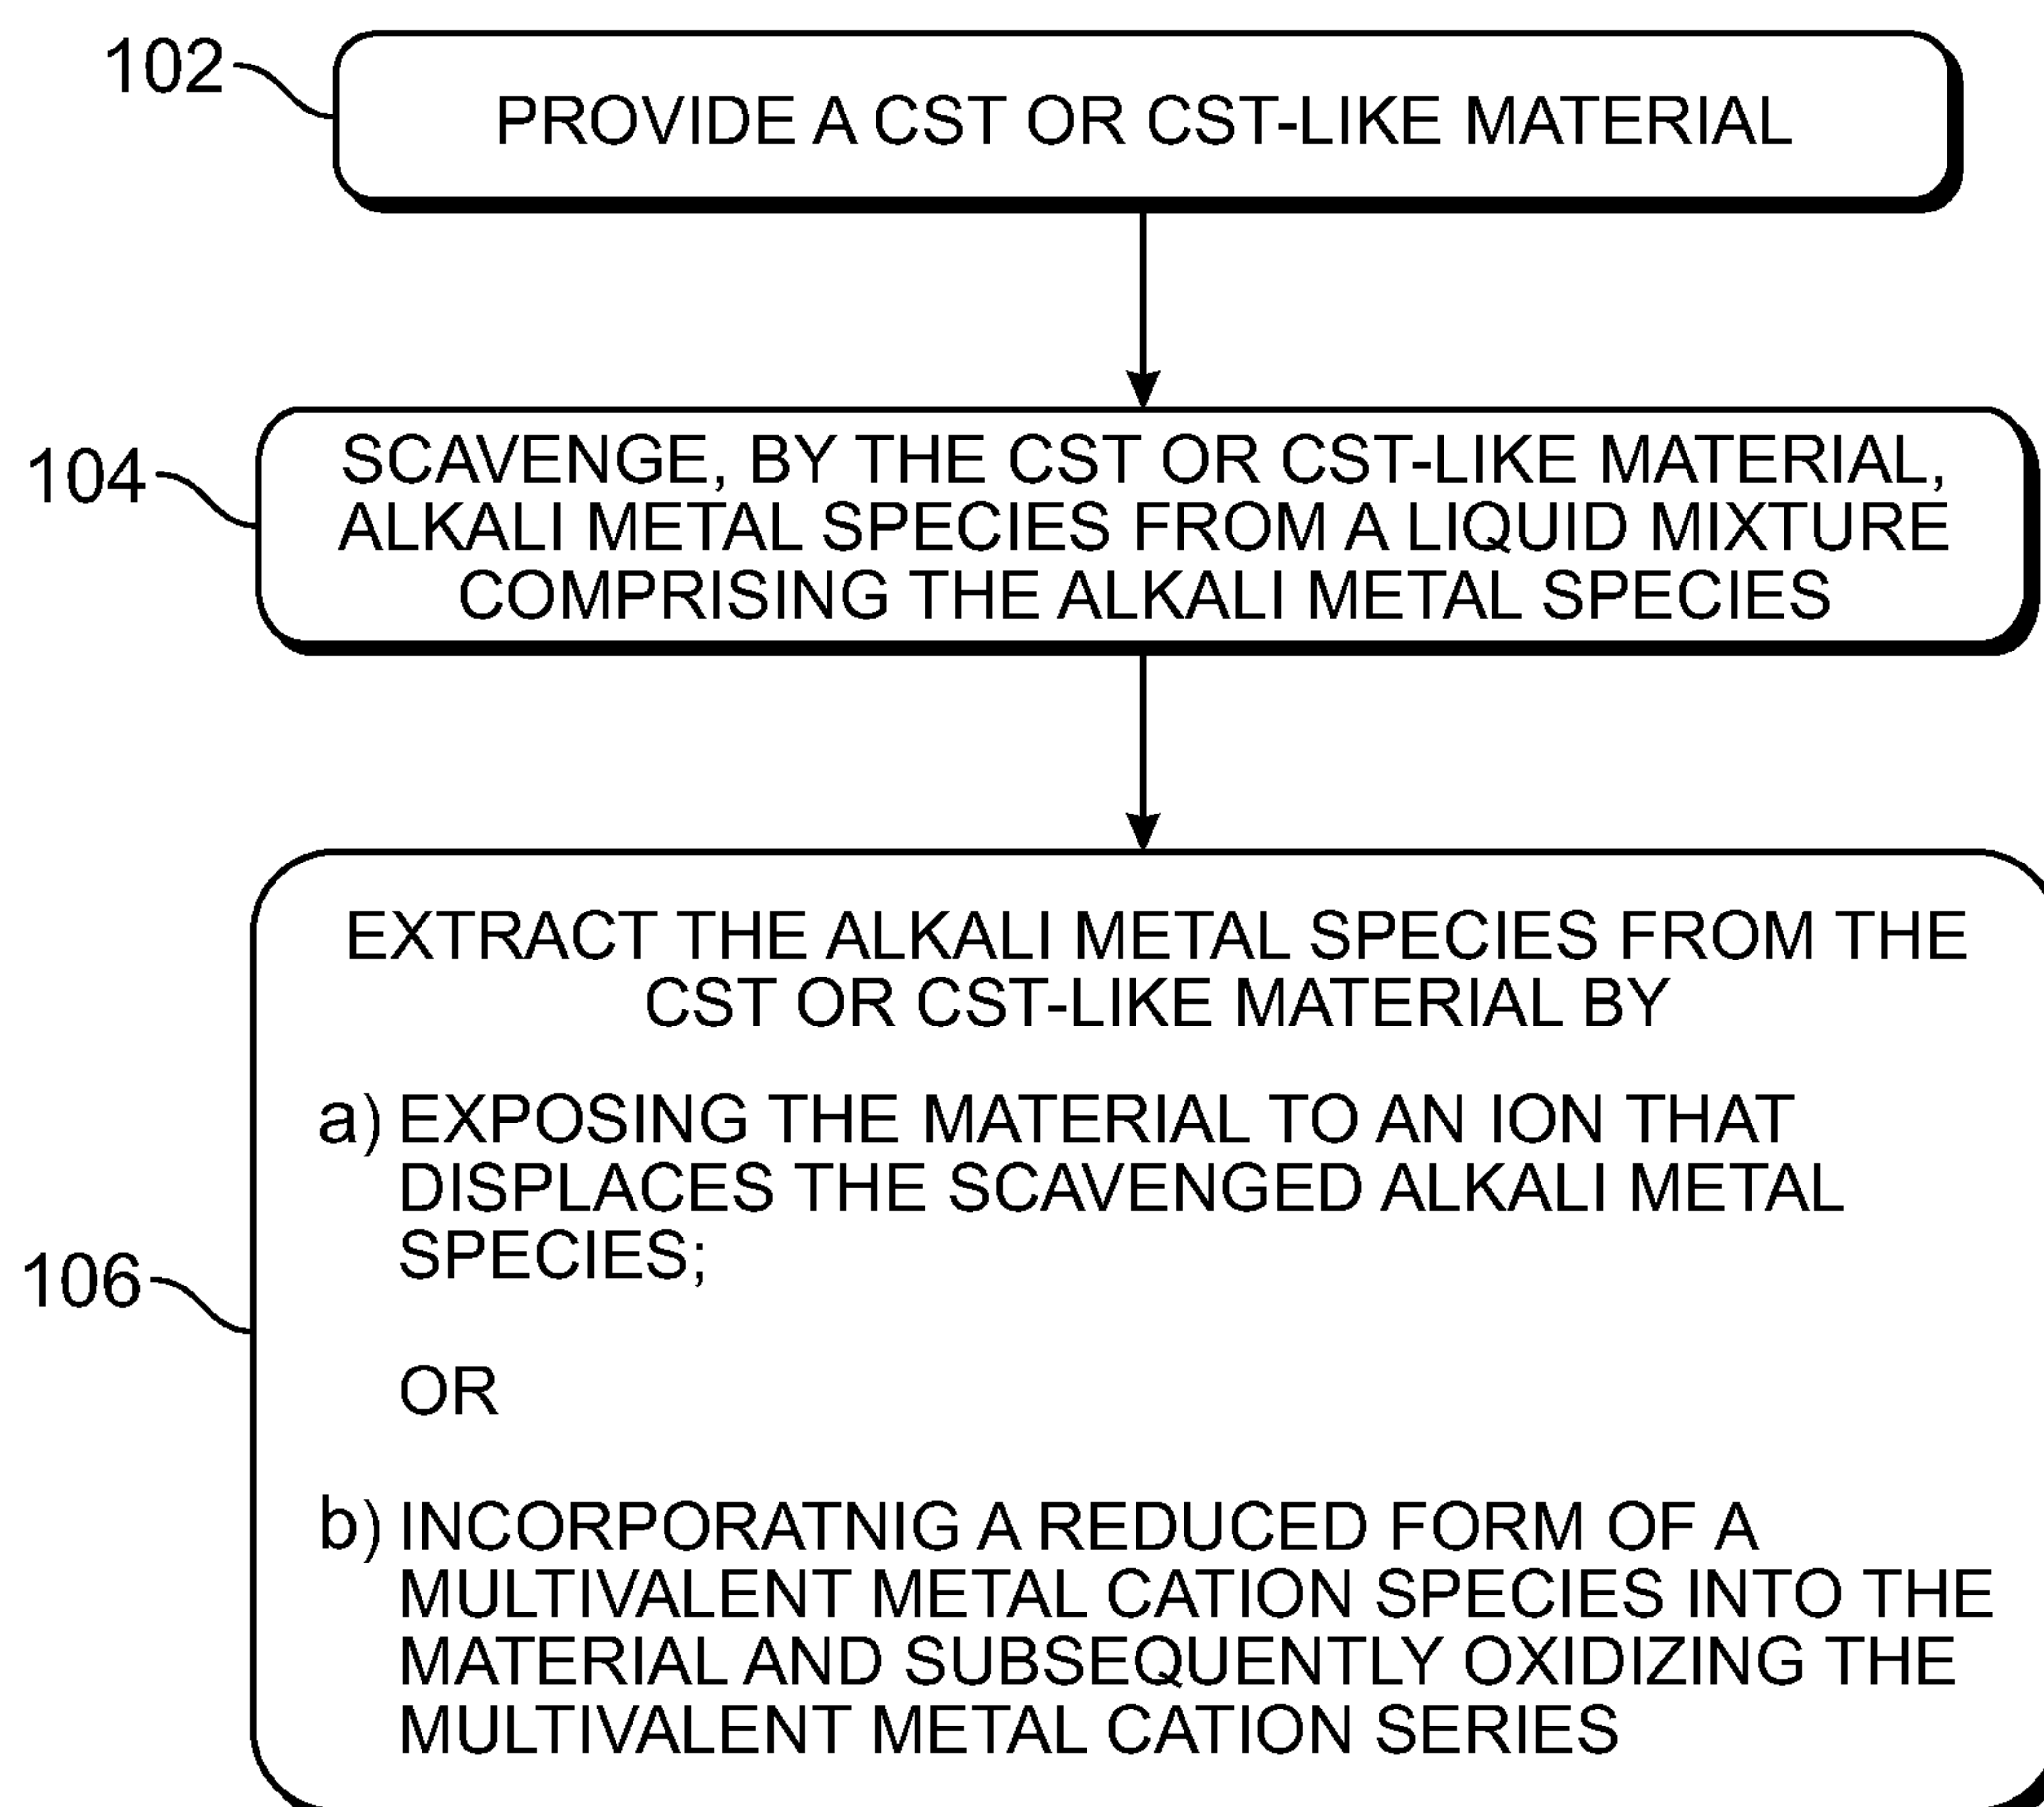 102
PROVIDE A CST OR CST-LIKE MATERIAL
104
SCAVENGE, BY THE CST OR CST-LIKE MATERIAL,
ALKALI METAL SPECIES FROM A LIQUID MIXTURE
COMPRISING THE ALKALI METAL SPECIES
106
EXTRACT THE ALKALI METAL SPECIES FROM THE
CST OR CST-LIKE MATERIAL BY
a) EXPOSING THE MATERIAL TO AN ION THAT
DISPLACES THE SCAVENGED ALKALI METAL
SPECIES;
OR
b) INCORPORATNIG A REDUCED FORM OF A
MULTIVALENT METAL CATION SPECIES INTO THE
MATERIAL AND SUBSEQUENTLY OXIDIZING THE
MULTIVALENT METAL CATION SERIES